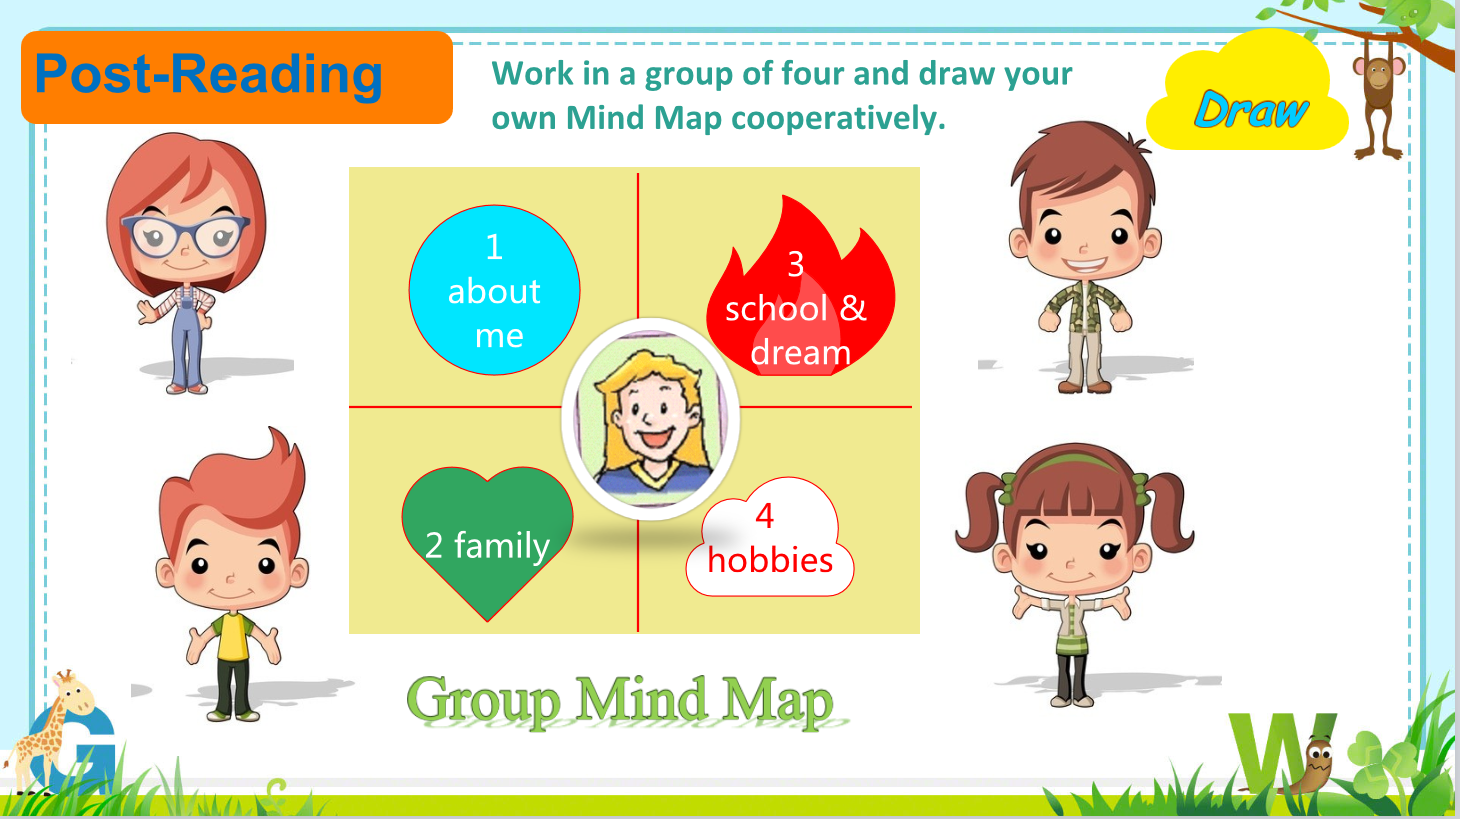 Post-Reading
Work in a group of four and draw your
own Mind Map cooperatively.
Draw
1
about
me
3
school &
dream
2 family
4
hobbies
Group Mind Map
G
W